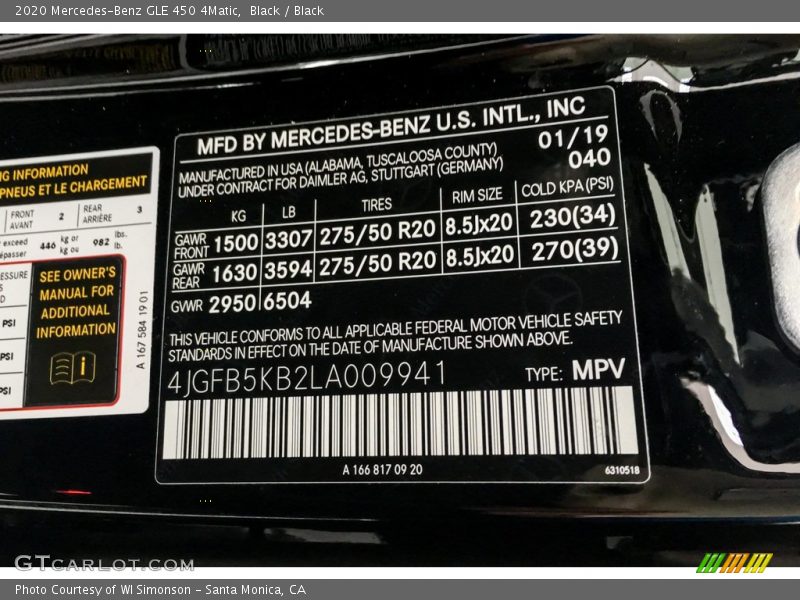 2020 Mercedes-Benz GLE 450 4Matic,  Black / Black
MFD BY MERCEDES-BENZ U.S. INTL., INC
01/19
MANUFACTURED IN USA (ALABAMA, TUSCALOOSA COUNTY)
UNDER CONTRACT FOR DAIMLER AG, STUTTGART (GERMANY)
040
KG LB TIRES RIM SIZE COLD KPA (PSI)
GAWR FRONT 1500 3307 275/50 R20 8.5Jx20 230(34)
GAWR REAR 1630 3594 275/50 R20 8.5Jx20 270(39)
GWR 2950 6504
THIS VEHICLE CONFORMS TO ALL APPLICABLE FEDERAL MOTOR VEHICLE SAFETY
STANDARDS IN EFFECT ON THE DATE OF MANUFACTURE SHOWN ABOVE.
4JGFB5KB2LA009941 TYPE: MPV
A 166 817 09 20 6310518
NG INFORMATION
PNEUS ET LE CHARGEMENT
FRONT 2 REAR 3
AVANT ARRIÈRE
exceed 446 kg or 982 lbs.
épasser kg ou lb.
ESSURE
PSI
PSI
PSI
SEE OWNER'S
MANUAL FOR
ADDITIONAL
INFORMATION
i
A 167 584 19 01
GTCARLOT.COM
Photo Courtesy of WI Simonson - Santa Monica, CA